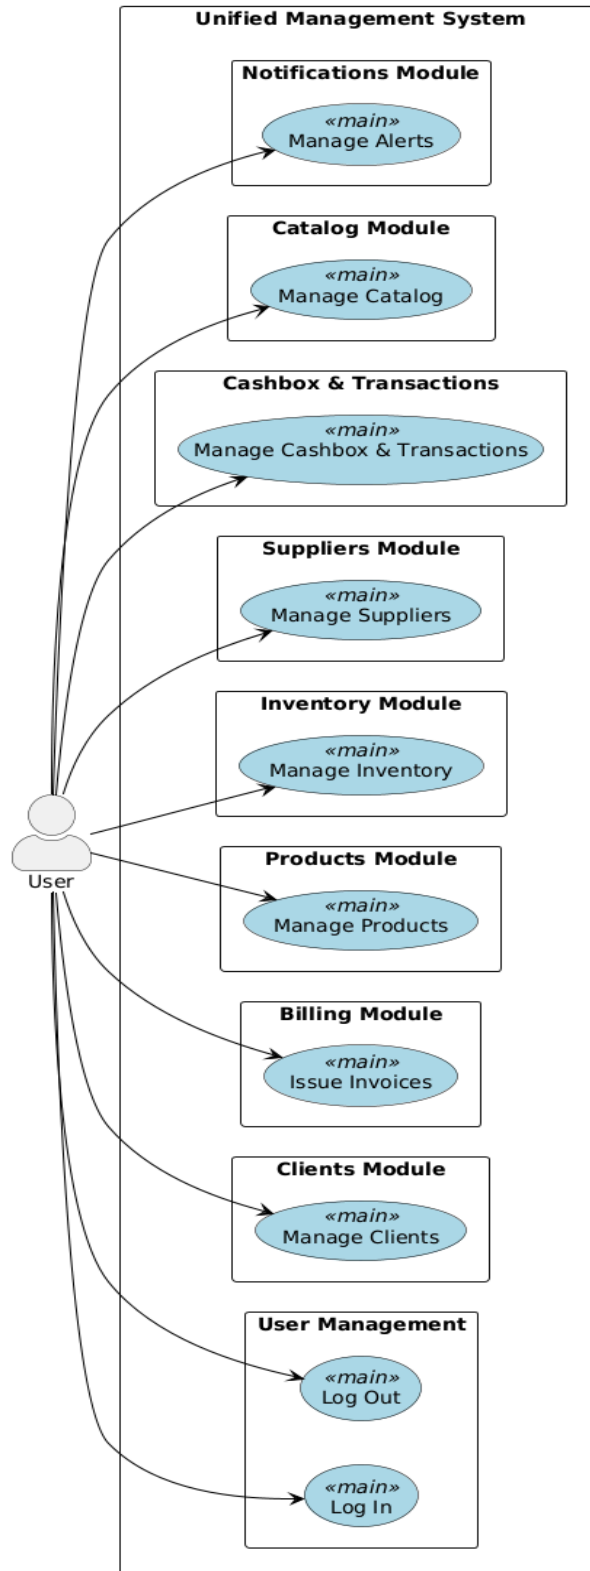 Unified Management System
Notifications Module
«main»
Manage Alerts
Catalog Module
«main»
Manage Catalog
Cashbox & Transactions
«main»
Manage Cashbox & Transactions
Suppliers Module
«main»
Manage Suppliers
Inventory Module
«main»
Manage Inventory
User
Products Module
«main»
Manage Products
Billing Module
«main»
Issue Invoices
Clients Module
«main»
Manage Clients
User Management
«main»
Log Out
«main»
Log In